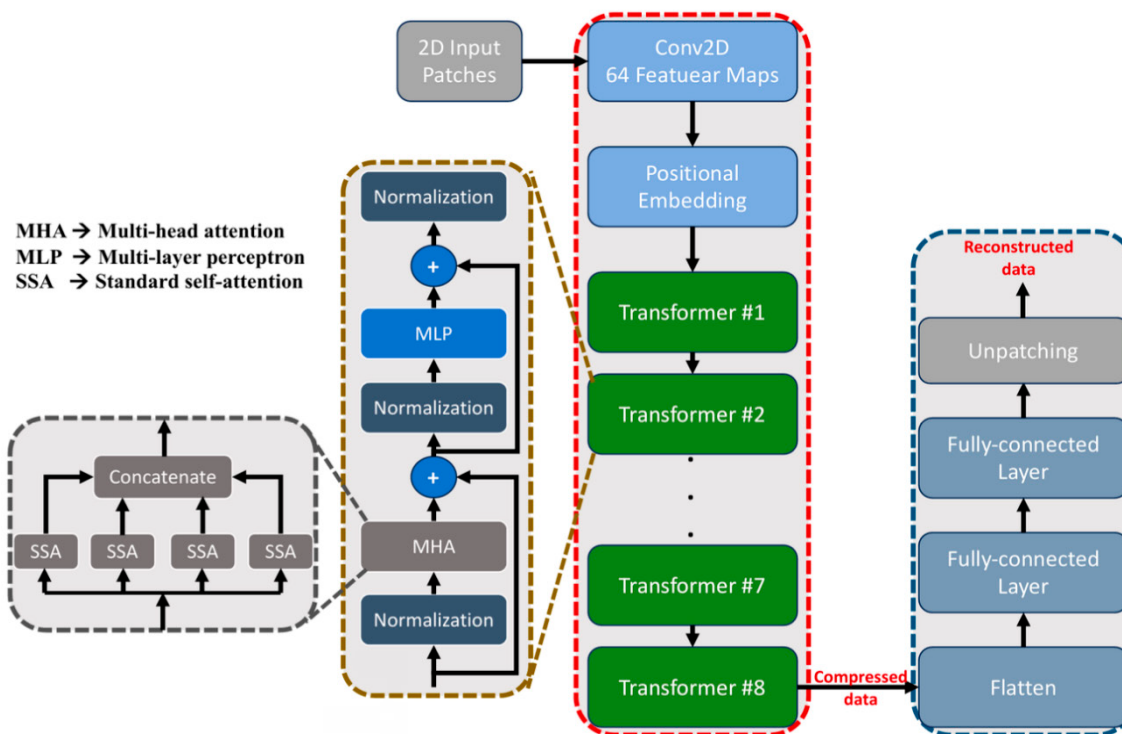 2D Input
Patches
Conv2D
64 Featuear Maps
Positional
Embedding
Transformer #1
Transformer #2
Transformer #7
Transformer #8
Compressed
data
MHA → Multi-head attention
MLP → Multi-layer perceptron
SSA → Standard self-attention
Normalization
+
MLP
Normalization
+
MHA
Normalization
Concatenate
SSA
SSA
SSA
SSA
Reconstructed
data
Unpatching
Fully-connected
Layer
Fully-connected
Layer
Flatten